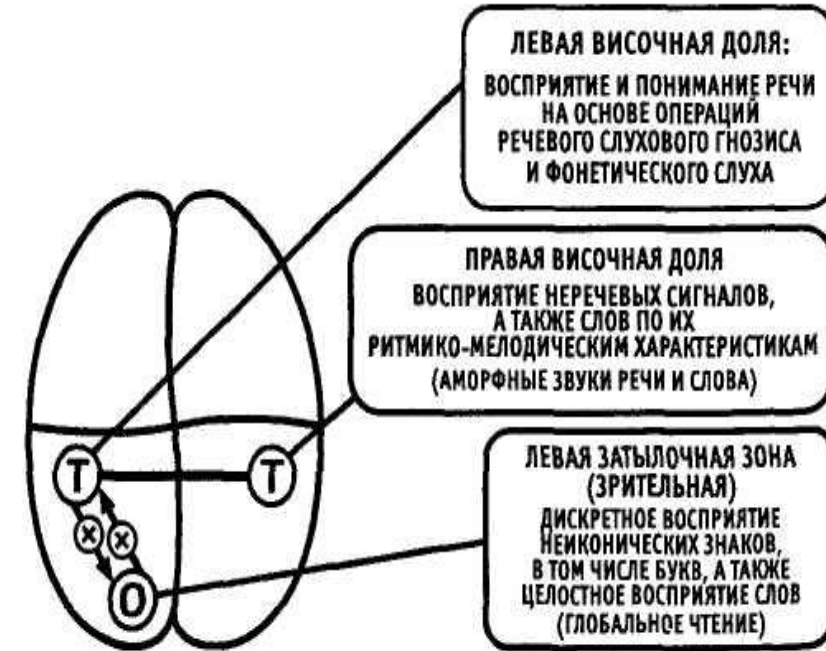 ЛЕВАЯ ВИСОЧНАЯ ДОЛЯ:
ВОСПРИЯТИЕ И ПОНИМАНИЕ РЕЧИ
НА ОСНОВЕ ОПЕРАЦИЙ
РЕЧЕВОГО СЛУХОВОГО ГНОЗИСА
И ФОНЕТИЧЕСКОГО СЛУХА
ПРАВАЯ ВИСОЧНАЯ ДОЛЯ
ВОСПРИЯТИЕ НЕРЕЧЕВЫХ СИГНАЛОВ,
А ТАКЖЕ СЛОВ ПО ИХ
РИТМИКО-МЕЛОДИЧЕСКИМ ХАРАКТЕРИСТИКАМ
(АМОРФНЫЕ ЗВУКИ РЕЧИ И СЛОВА)
ЛЕВАЯ ЗАТЫЛОЧНАЯ ЗОНА
(ЗРИТЕЛЬНАЯ)
ДИСКРЕТНОЕ ВОСПРИЯТИЕ
НЕИКОНИЧЕСКИХ ЗНАКОВ,
В ТОМ ЧИСЛЕ БУКВ, А ТАКЖЕ
ЦЕЛОСТНОЕ ВОСПРИЯТИЕ СЛОВ
(ГЛОБАЛЬНОЕ ЧТЕНИЕ)
Т Т
× ×
О